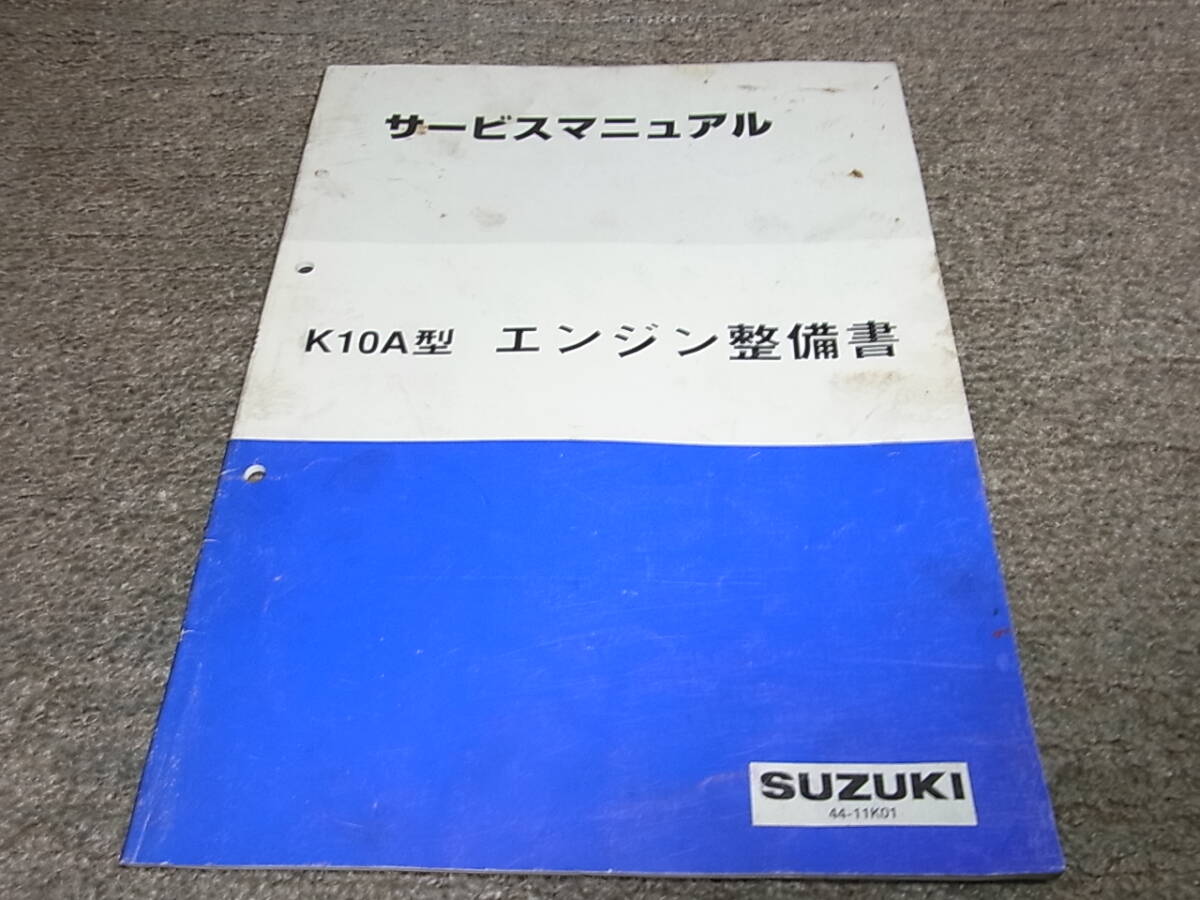 サービスマニュアル
K10A型 エンジン整備書
SUZUKI
44-11K01